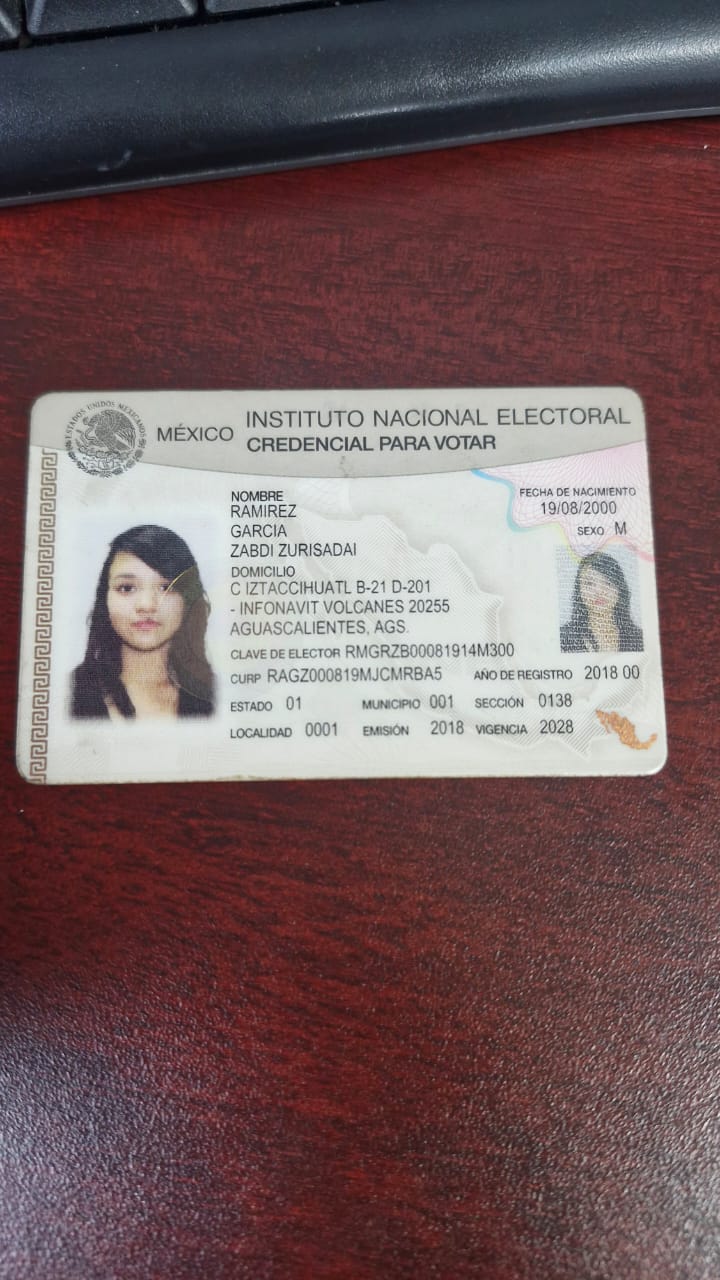 ESTADOS UNIDOS MEXICANOS
MÉXICO
INSTITUTO NACIONAL ELECTORAL
CREDENCIAL PARA VOTAR
NOMBRE
RAMIREZ
GARCIA
ZABDI ZURISADAI
FECHA DE NACIMIENTO
19/08/2000
SEXO M
DOMICILIO
C IZTACCIHUATL B-21 D-201
- INFONAVIT VOLCANES 20255
AGUASCALIENTES, AGS.
CLAVE DE ELECTOR RMGRZB00081914M300
CURP RAGZ000819MJCMRBA5 AÑO DE REGISTRO 2018 00
ESTADO 01 MUNICIPIO 001 SECCIÓN 0138
LOCALIDAD 0001 EMISIÓN 2018 VIGENCIA 2028